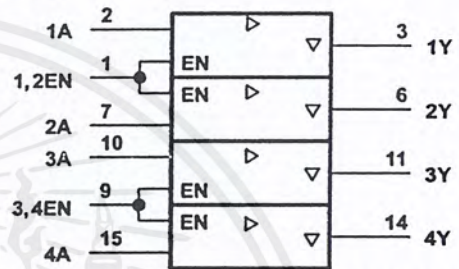 1A 2 3 1Y
1,2EN 1 EN
EN 6 2Y
2A 7
3A 10
11 3Y
3,4EN 9 EN
EN 14 4Y
4A 15